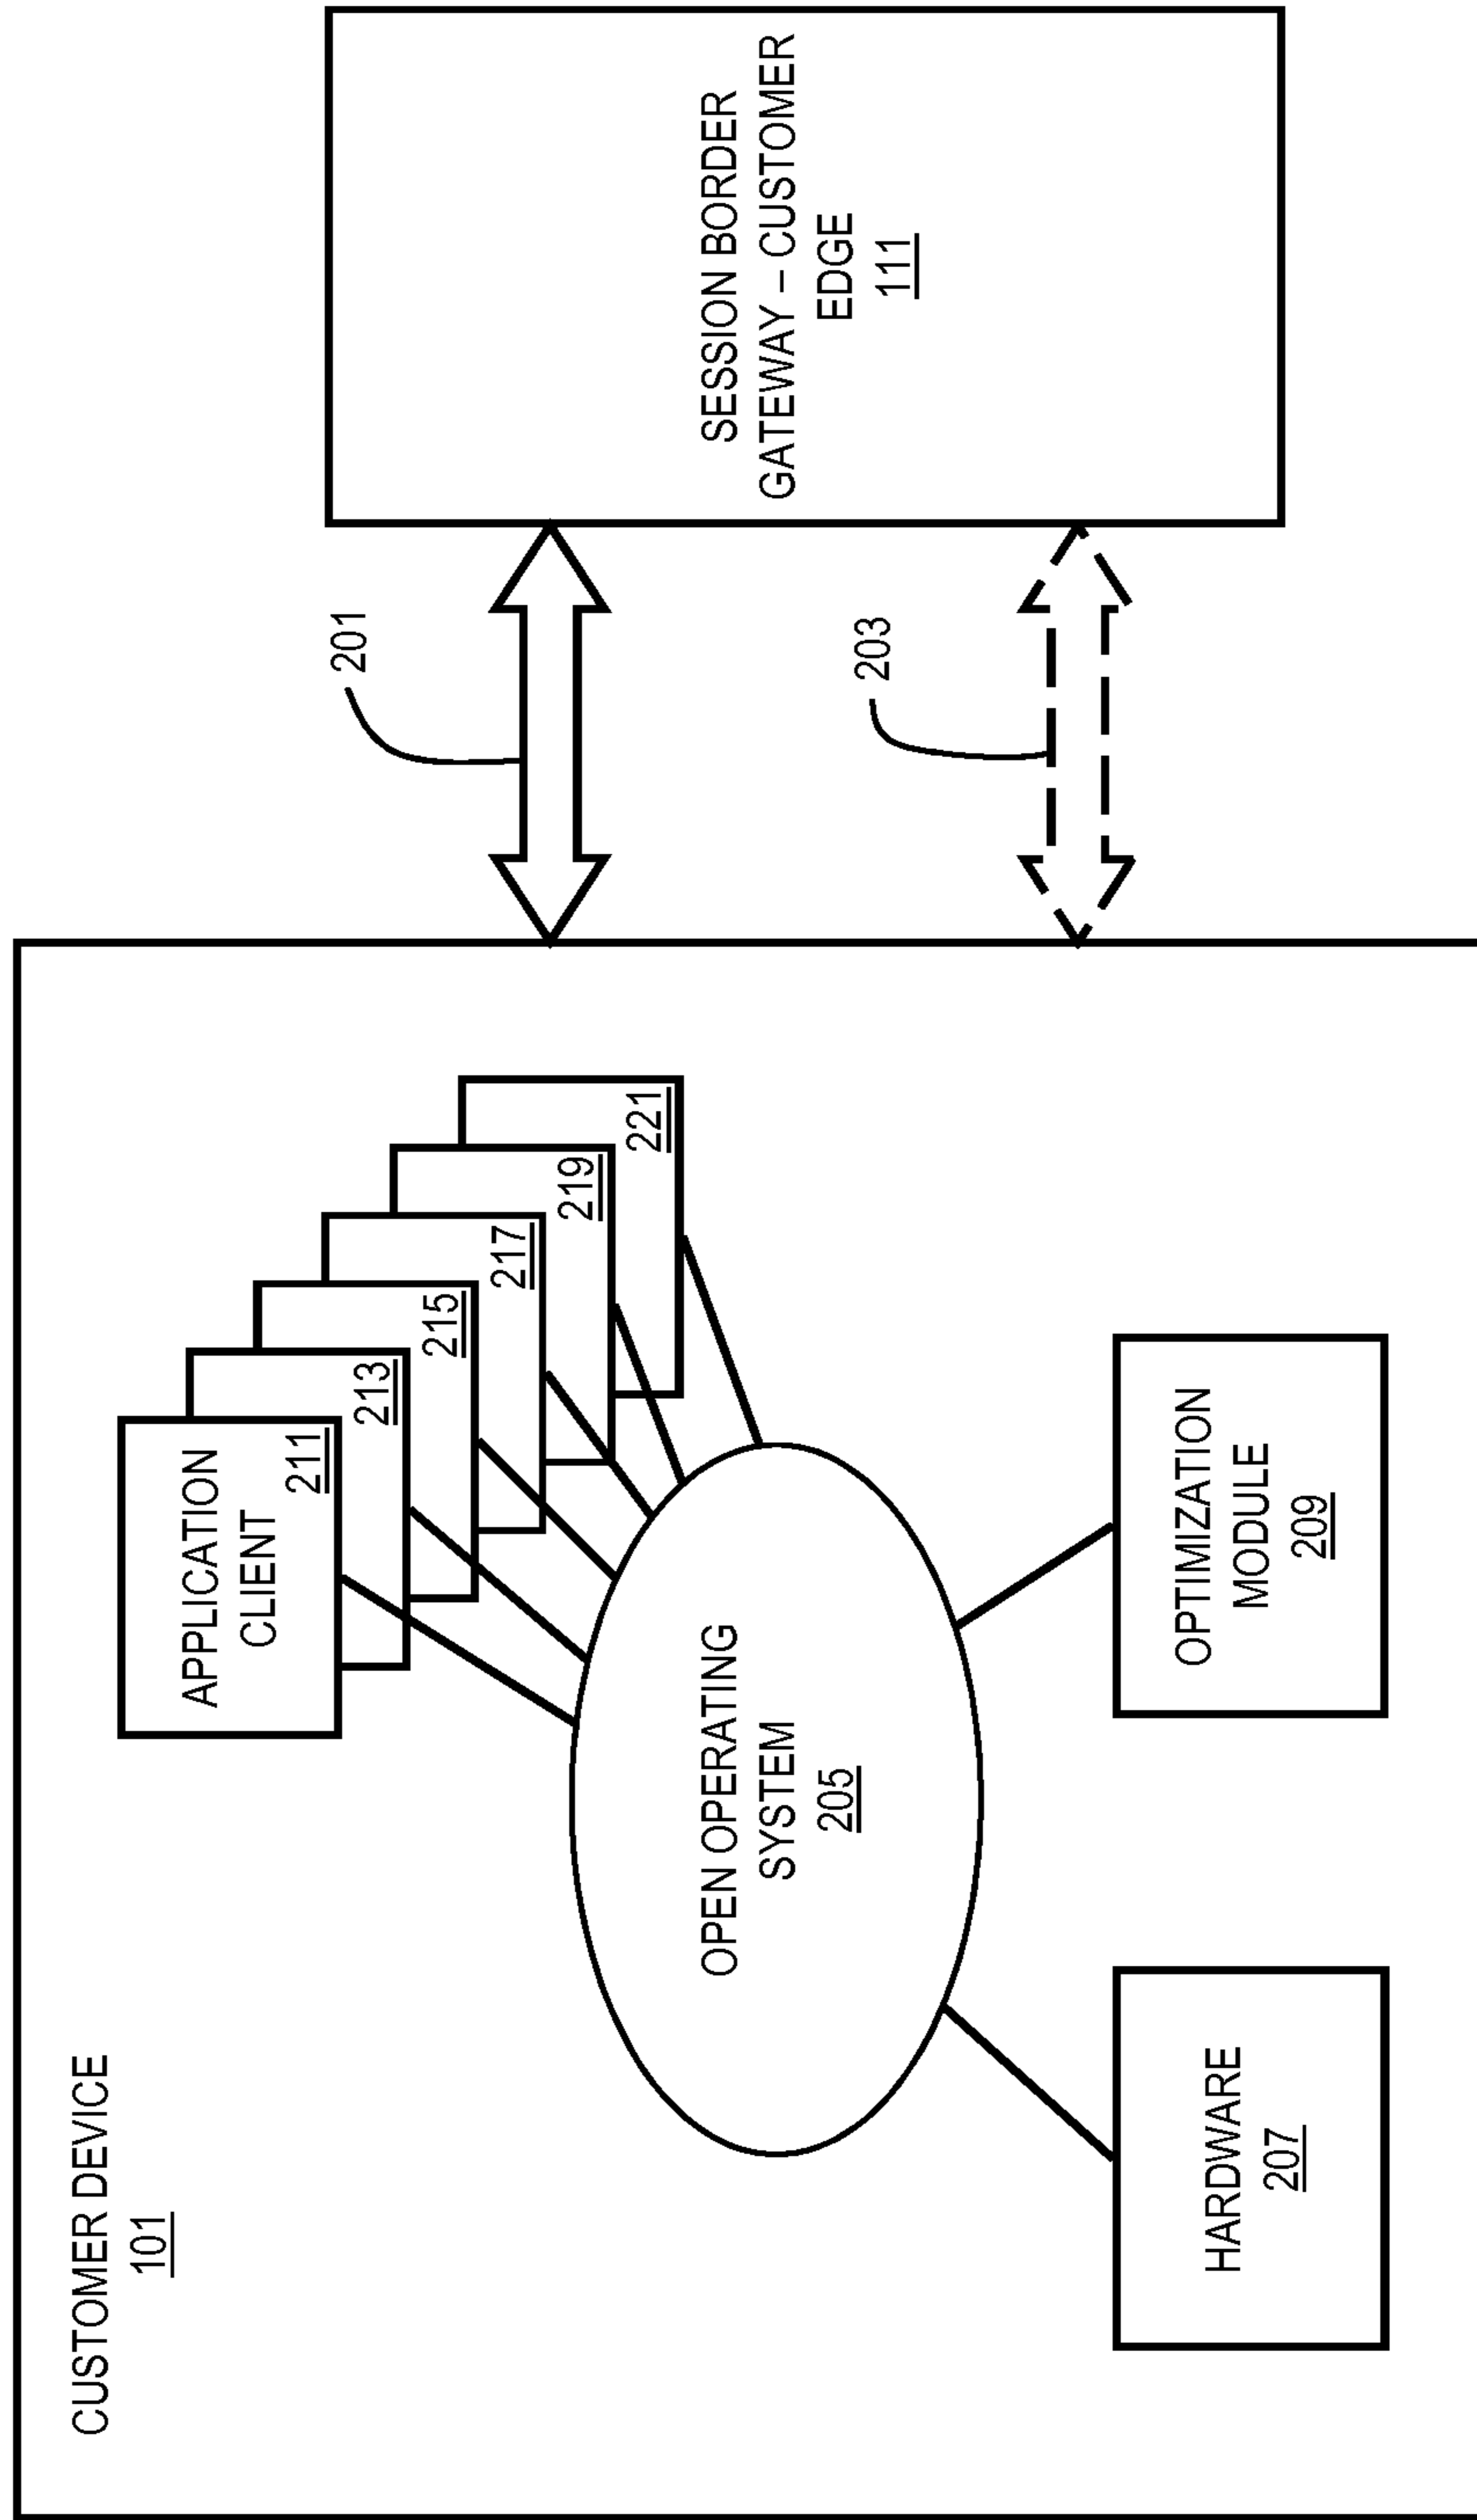 CUSTOMER DEVICE
101
APPLICATION
CLIENT
211
213
215
217
219
221
OPEN OPERATING
SYSTEM
205
HARDWARE
207
OPTIMIZATION
MODULE
209
201
203
SESSION BORDER
GATEWAY – CUSTOMER
EDGE
111